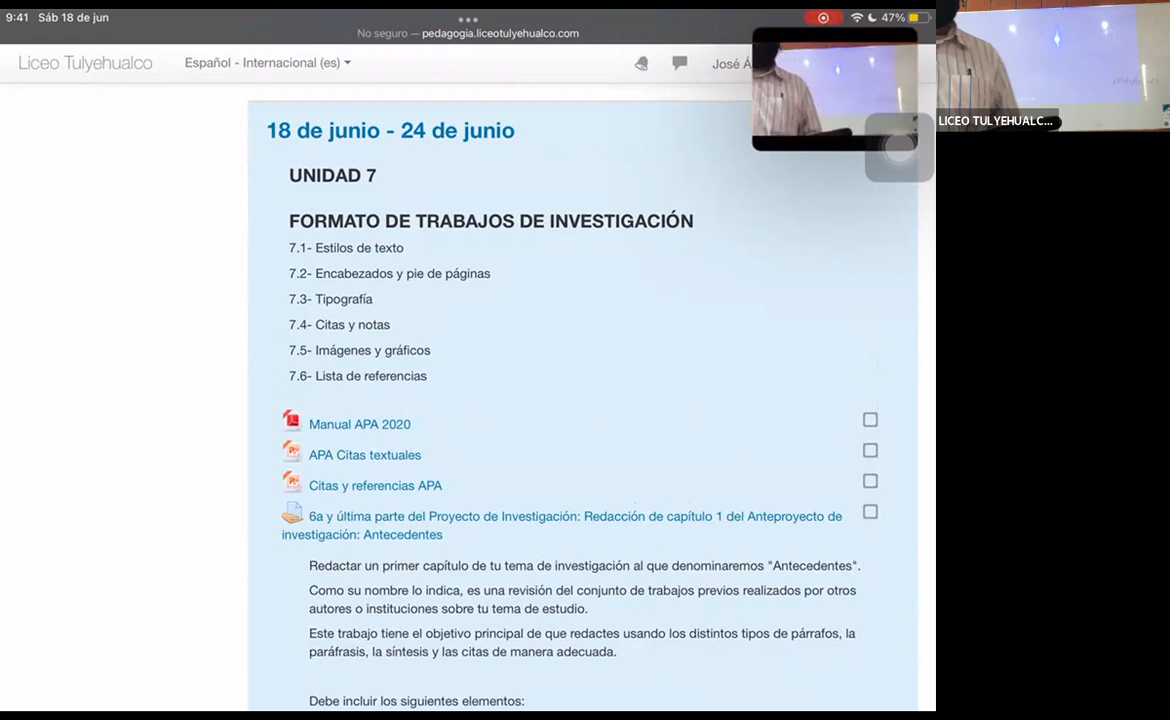 9:41 Sáb 18 de jun
47%
No seguro — pedagogia.liceotulyehualco.com
Liceo Tulyehualco
Español - Internacional (es)
José Á
LICEO TULYEHUALC...
18 de junio - 24 de junio
UNIDAD 7
FORMATO DE TRABAJOS DE INVESTIGACIÓN
7.1- Estilos de texto
7.2- Encabezados y pie de páginas
7.3- Tipografía
7.4- Citas y notas
7.5- Imágenes y gráficos
7.6- Lista de referencias
Manual APA 2020
APA Citas textuales
Citas y referencias APA
6a y última parte del Proyecto de Investigación: Redacción de capítulo 1 del Anteproyecto de
investigación: Antecedentes
Redactar un primer capítulo de tu tema de investigación al que denominaremos "Antecedentes".
Como su nombre lo indica, es una revisión del conjunto de trabajos previos realizados por otros
autores o instituciones sobre tu tema de estudio.
Este trabajo tiene el objetivo principal de que redactes usando los distintos tipos de párrafos, la
paráfrasis, la síntesis y las citas de manera adecuada.
Debe incluir los siguientes elementos: